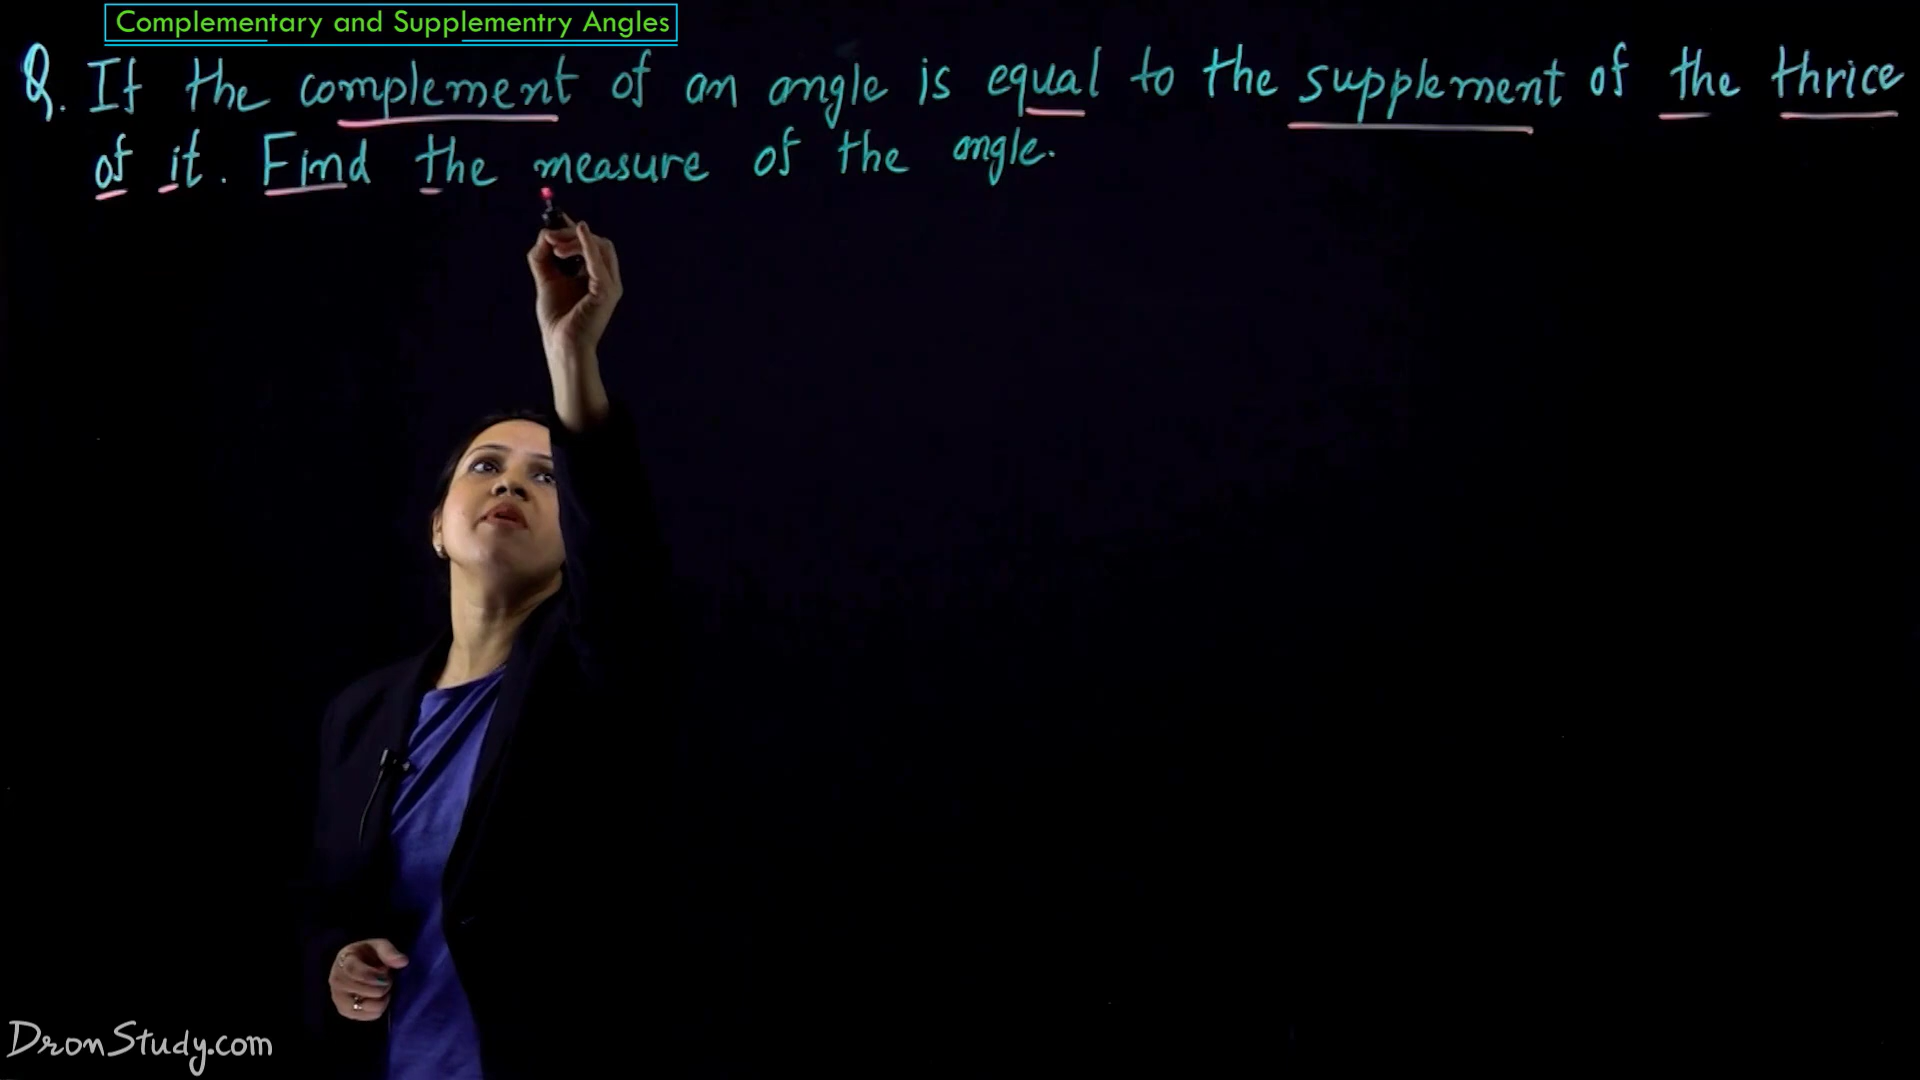 Complementary and Supplementry Angles
Q. If the complement of an angle is equal to the supplement of the thrice
of it. Find the measure of the angle.
DronStudy.com